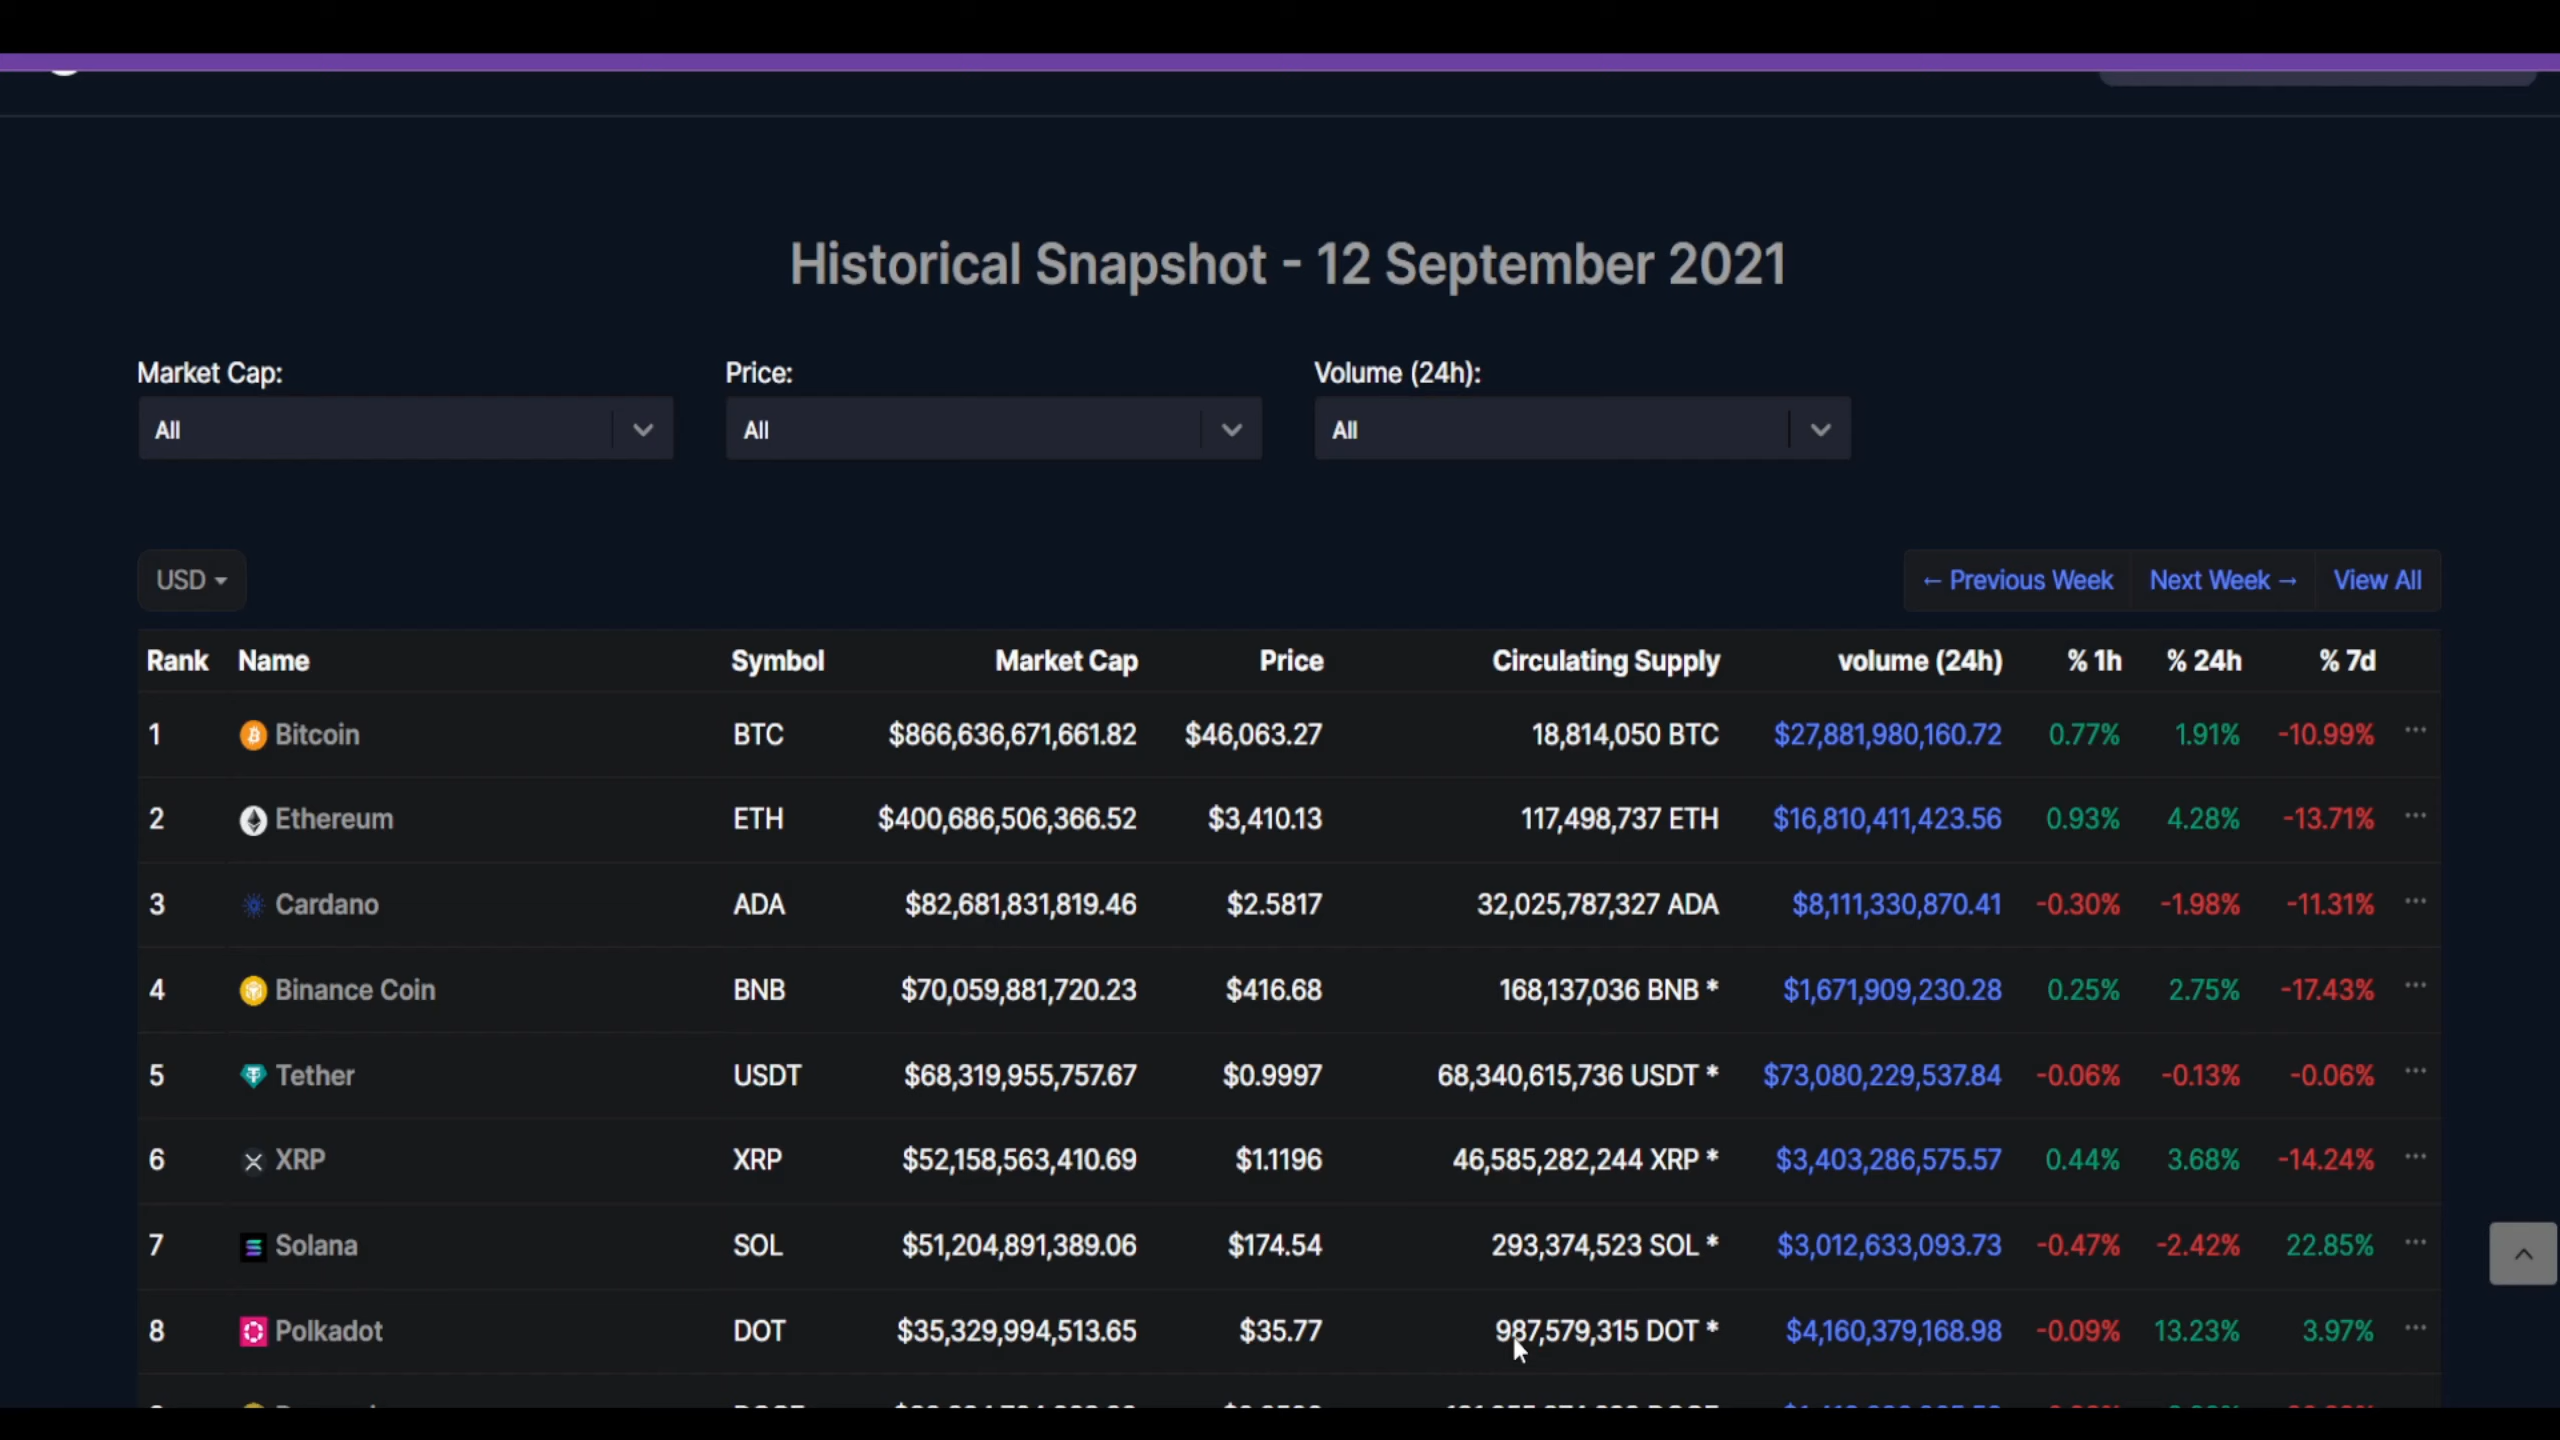 Historical Snapshot - 12 September 2021
Market Cap: Price: Volume (24h):
All All All
USD ← Previous Week Next Week → View All
Rank Name Symbol Market Cap Price Circulating Supply volume (24h) % 1h % 24h % 7d
1 Bitcoin BTC $866,636,671,661.82 $46,063.27 18,814,050 BTC $27,881,980,160.72 0.77% 1.91% -10.99% ...
2 Ethereum ETH $400,686,506,366.52 $3,410.13 117,498,737 ETH $16,810,411,423.56 0.93% 4.28% -13.71% ...
3 Cardano ADA $82,681,831,819.46 $2.5817 32,025,787,327 ADA $8,111,330,870.41 -0.30% -1.98% -11.31% ...
4 Binance Coin BNB $70,059,881,720.23 $416.68 168,137,036 BNB * $1,671,909,230.28 0.25% 2.75% -17.43% ...
5 Tether USDT $68,319,955,757.67 $0.9997 68,340,615,736 USDT * $73,080,229,537.84 -0.06% -0.13% -0.06% ...
6 XRP XRP $52,158,563,410.69 $1.1196 46,585,282,244 XRP * $3,403,286,575.57 0.44% 3.68% -14.24% ...
7 Solana SOL $51,204,891,389.06 $174.54 293,374,523 SOL * $3,012,633,093.73 -0.47% -2.42% 22.85% ...
8 Polkadot DOT $35,329,994,513.65 $35.77 987,579,315 DOT * $4,160,379,168.98 -0.09% 13.23% 3.97% ...